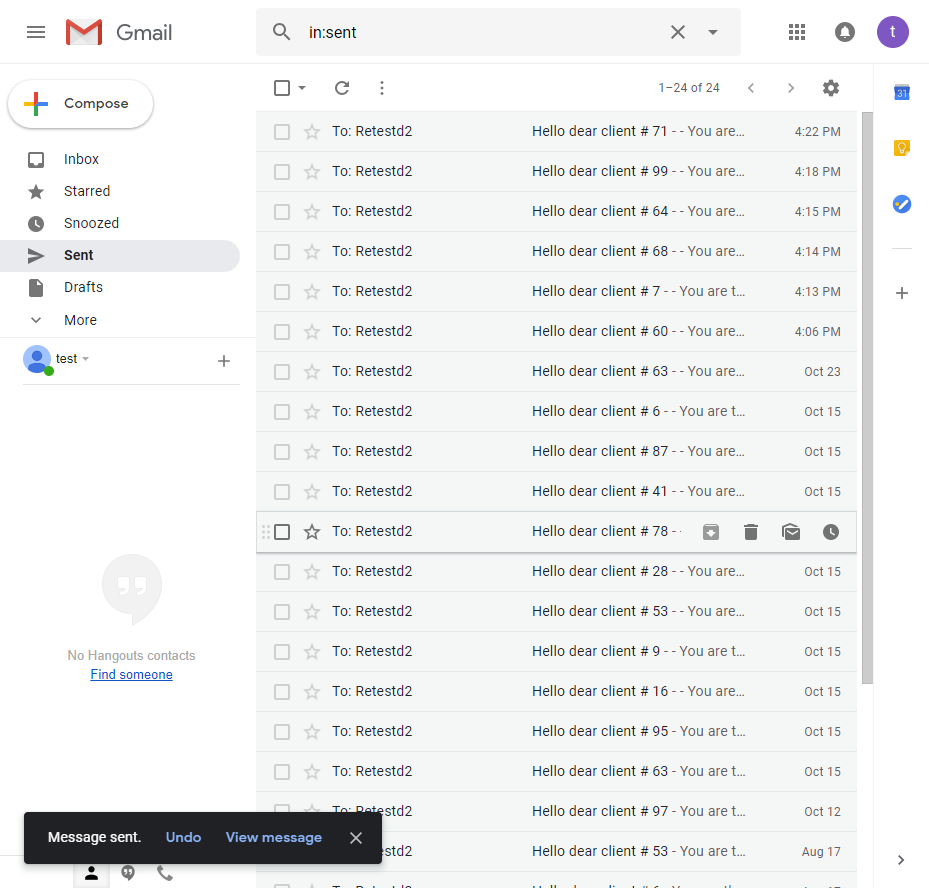 Gmail
in:sent
t
Compose
1–24 of 24
31
Inbox
Starred
Snoozed
Sent
Drafts
More
test
No Hangouts contacts
Find someone
To: Retestd2 Hello dear client # 71 - - You are... 4:22 PM
To: Retestd2 Hello dear client # 99 - - You are... 4:18 PM
To: Retestd2 Hello dear client # 64 - - You are... 4:15 PM
To: Retestd2 Hello dear client # 68 - - You are... 4:14 PM
To: Retestd2 Hello dear client # 7 - - You are t... 4:13 PM
To: Retestd2 Hello dear client # 60 - - You are... 4:06 PM
To: Retestd2 Hello dear client # 63 - - You are... Oct 23
To: Retestd2 Hello dear client # 6 - - You are t... Oct 15
To: Retestd2 Hello dear client # 87 - - You are... Oct 15
To: Retestd2 Hello dear client # 41 - - You are... Oct 15
To: Retestd2 Hello dear client # 78 - -
To: Retestd2 Hello dear client # 28 - - You are... Oct 15
To: Retestd2 Hello dear client # 53 - - You are... Oct 15
To: Retestd2 Hello dear client # 9 - - You are t... Oct 15
To: Retestd2 Hello dear client # 16 - - You are... Oct 15
To: Retestd2 Hello dear client # 95 - You are t... Oct 15
To: Retestd2 Hello dear client # 63 - You are t... Oct 15
To: Retestd2 Hello dear client # 97 - You are t... Oct 12
estd2 Hello dear client # 53 - You are t... Aug 17
Message sent. Undo View message